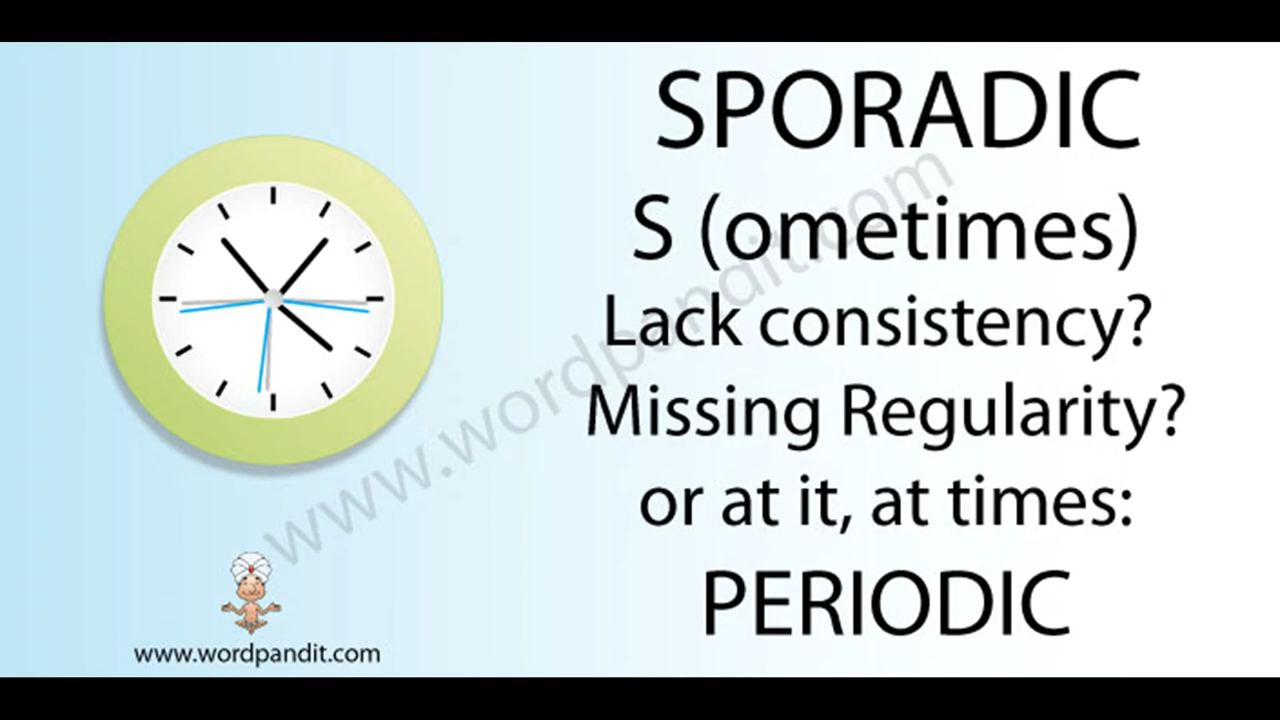 SPORADIC
S (ometimes)
Lack consistency?
Missing Regularity?
or at it, at times:
PERIODIC
www.wordpandit.com
www.wordpandit.com